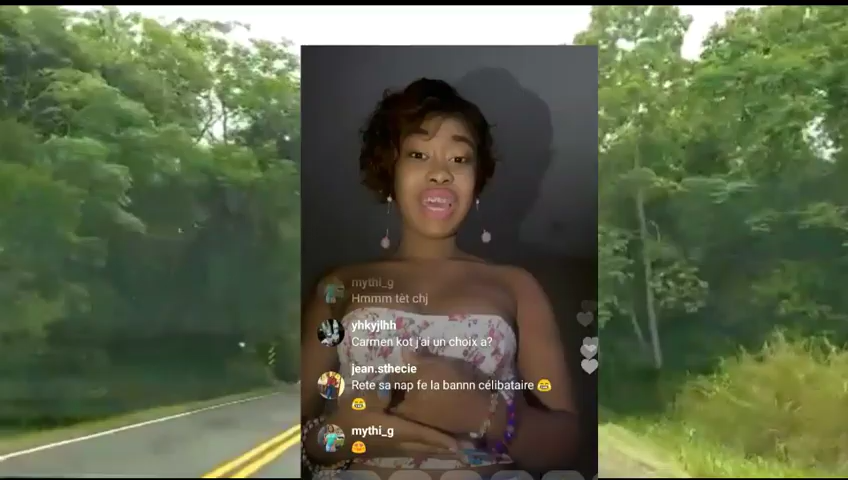 mythi_g
Hmmm tèt chj
yhkyjlhh
Carmen kot j'ai un choix a?
jean.sthecie
Rete sa nap fe la bannn célibataire 😂
😂
mythi_g
😊